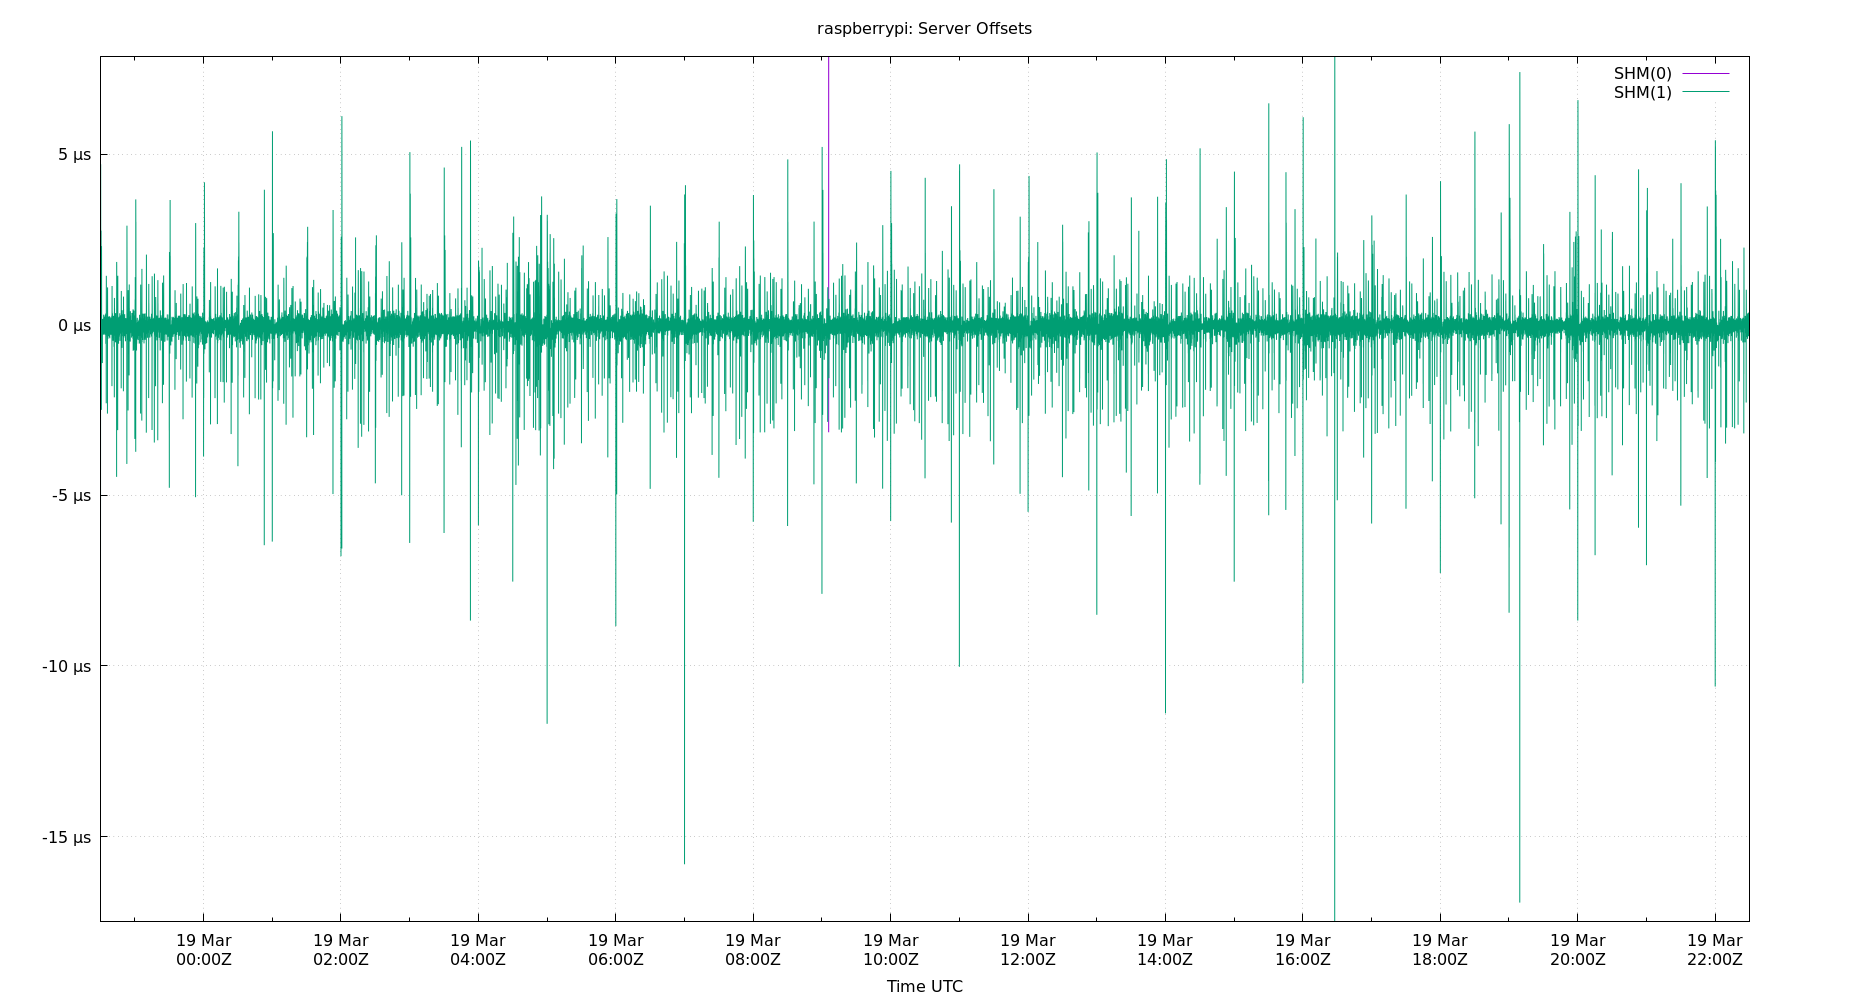 raspberrypi: Server Offsets
SHM(0)
SHM(1)
5 µs
0 µs
-5 µs
-10 µs
-15 µs
19 Mar 19 Mar 19 Mar 19 Mar 19 Mar 19 Mar 19 Mar 19 Mar 19 Mar 19 Mar 19 Mar 19 Mar
00:00Z 02:00Z 04:00Z 06:00Z 08:00Z 10:00Z 12:00Z 14:00Z 16:00Z 18:00Z 20:00Z 22:00Z
Time UTC